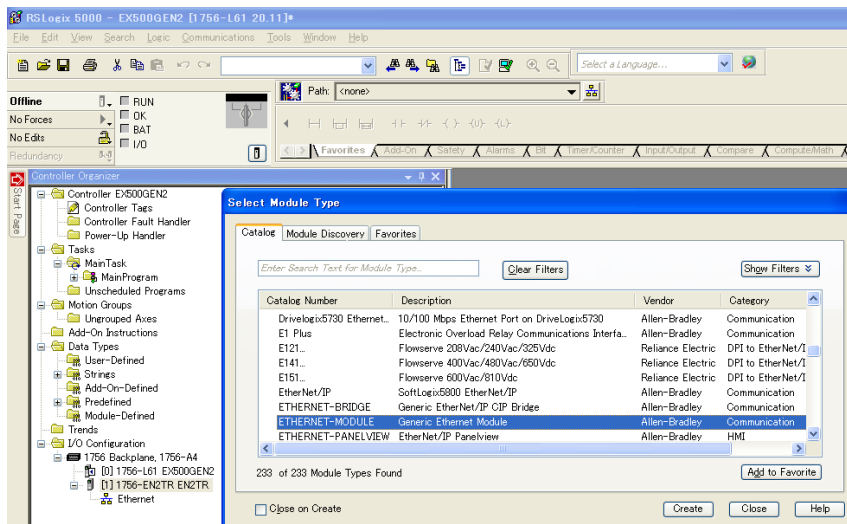 RSLogix 5000 - EX500GEN2 [1756-L61 20.11]*
File Edit View Search Logic Communications Tools Window Help
Select a Language...
Path: <none>
Offline RUN
No Forces OK
No Edits BAT
Redundancy I/O
Favorites Add-On Safety Alarms Bit Timer/Counter Input/Output Compare Compute/Math
Start Page
Controller Organizer
Controller EX500GEN2
Controller Tags
Controller Fault Handler
Power-Up Handler
Tasks
MainTask
MainProgram
Unscheduled Programs
Motion Groups
Ungrouped Axes
Add-On Instructions
Data Types
User-Defined
Strings
Add-On-Defined
Predefined
Module-Defined
Trends
I/O Configuration
1756 Backplane, 1756-A4
[0] 1756-L61 EX500GEN2
[1] 1756-EN2TR EN2TR
Ethernet
Select Module Type
Catalog Module Discovery Favorites
Enter Search Text for Module Type...
Clear Filters
Show Filters
Catalog Number Description Vendor Category
Drivelogix5730 Ethernet... 10/100 Mbps Ethernet Port on DriveLogix5730 Allen-Bradley Communication
E1 Plus Electronic Overload Relay Communications Interfa... Allen-Bradley Communication
E121... Flowserve 208Vac/240Vac/325Vdc Reliance Electric DPI to EtherNet/I
E141... Flowserve 400Vac/480Vac/650Vdc Reliance Electric DPI to EtherNet/I
E151... Flowserve 600Vac/810Vdc Reliance Electric DPI to EtherNet/I
EtherNet/IP SoftLogix5800 EtherNet/IP Allen-Bradley Communication
ETHERNET-BRIDGE Generic EtherNet/IP CIP Bridge Allen-Bradley Communication
ETHERNET-MODULE Generic Ethernet Module Allen-Bradley Communication
ETHERNET-PANELVIEW EtherNet/IP Panelview Allen-Bradley HMI
233 of 233 Module Types Found
Add to Favorite
Close on Create
Create Close Help